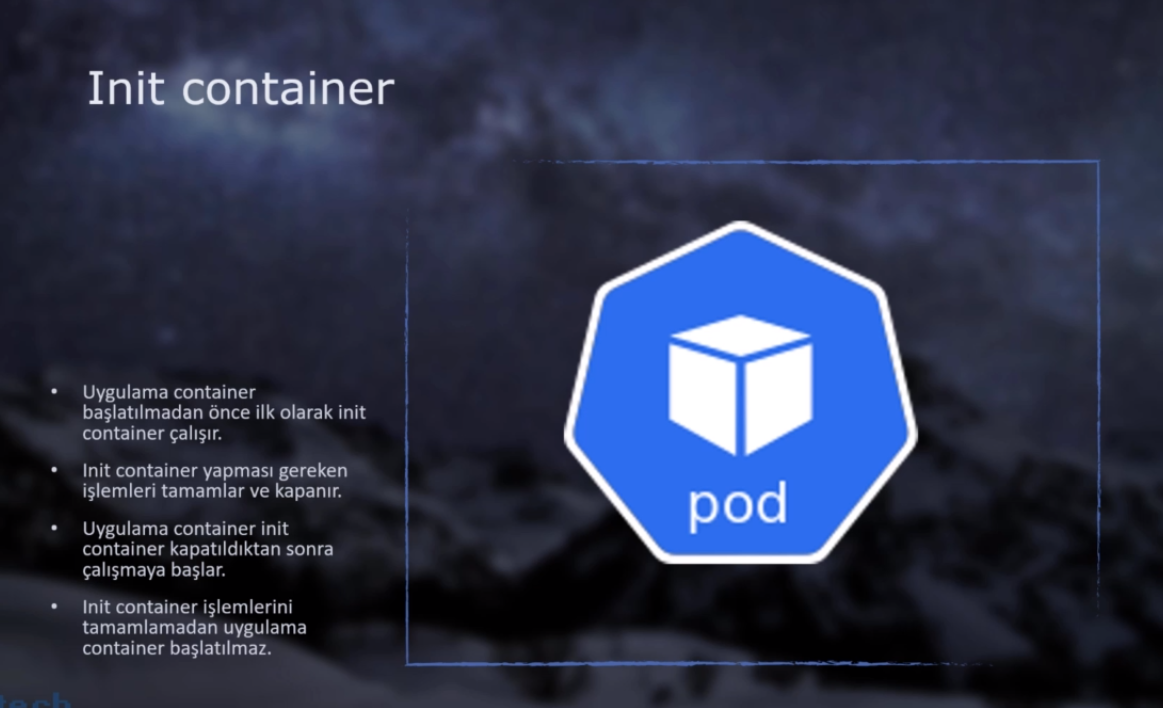 Init container
• Uygulama container
başlatılmadan önce ilk olarak init
container çalışır.
• Init container yapması gereken
işlemleri tamamlar ve kapanır.
• Uygulama container init
container kapatıldıktan sonra
çalışmaya başlar.
• Init container işlemlerini
tamamlamadan uygulama
container başlatılmaz.
pod